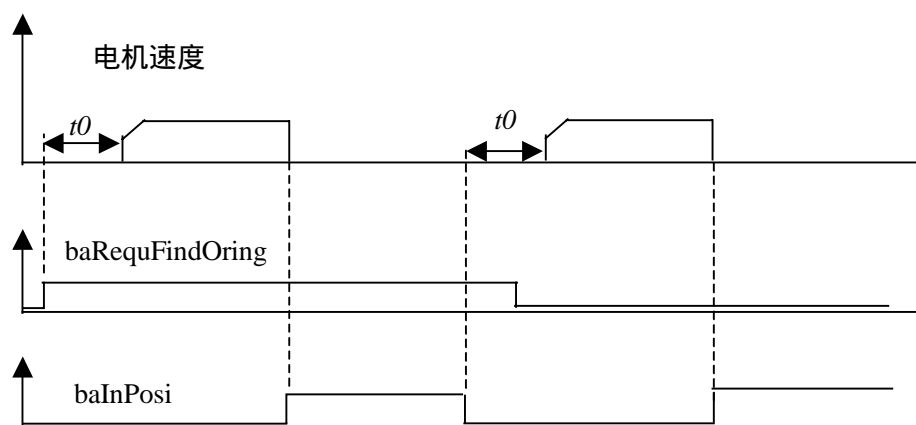 电机速度
t0
t0
baRequFindOring
baInPosi